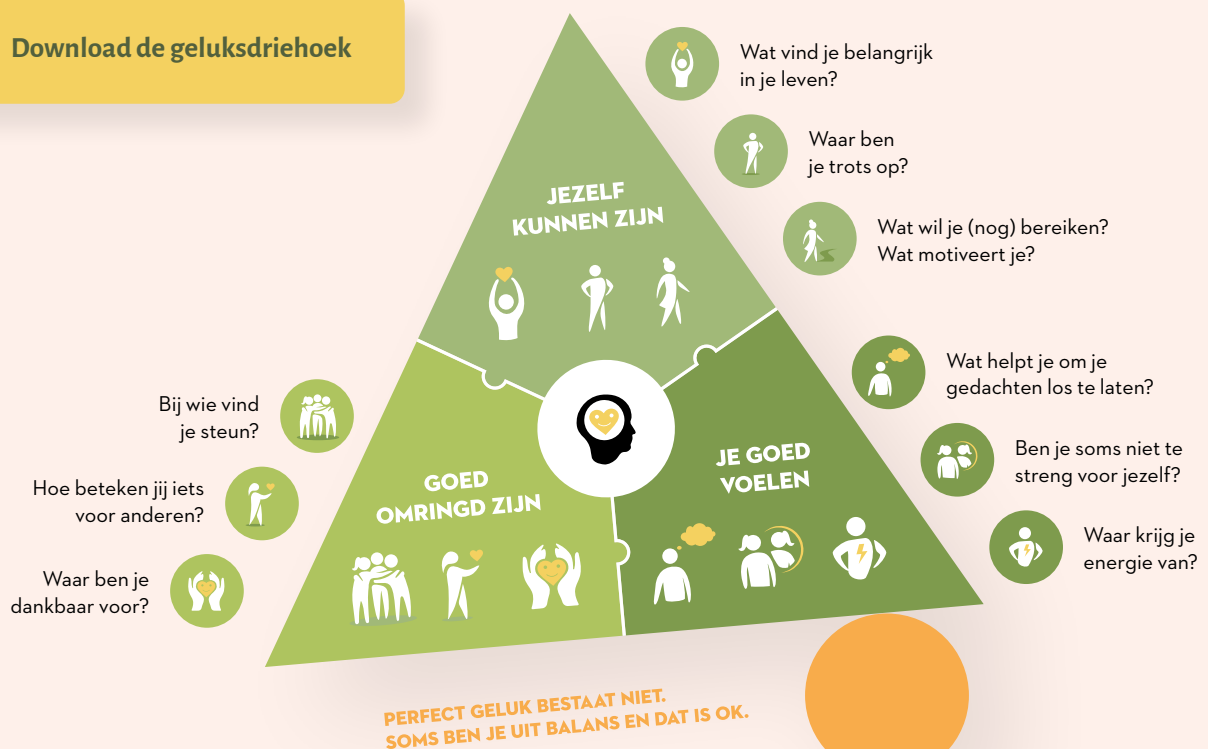 Download de geluksdriehoek
Wat vind je belangrijk
in je leven?
Waar ben
je trots op?
Wat wil je (nog) bereiken?
Wat motiveert je?
JEZELF
KUNNEN ZIJN
Wat helpt je om je
gedachten los te laten?
Ben je soms niet te
streng voor jezelf?
Waar krijg je
energie van?
JE GOED
VOELEN
Bij wie vind
je steun?
Hoe beteken jij iets
voor anderen?
Waar ben je
dankbaar voor?
GOED
OMRINGD ZIJN
PERFECT GELUK BESTAAT NIET.
SOMS BEN JE UIT BALANS EN DAT IS OK.